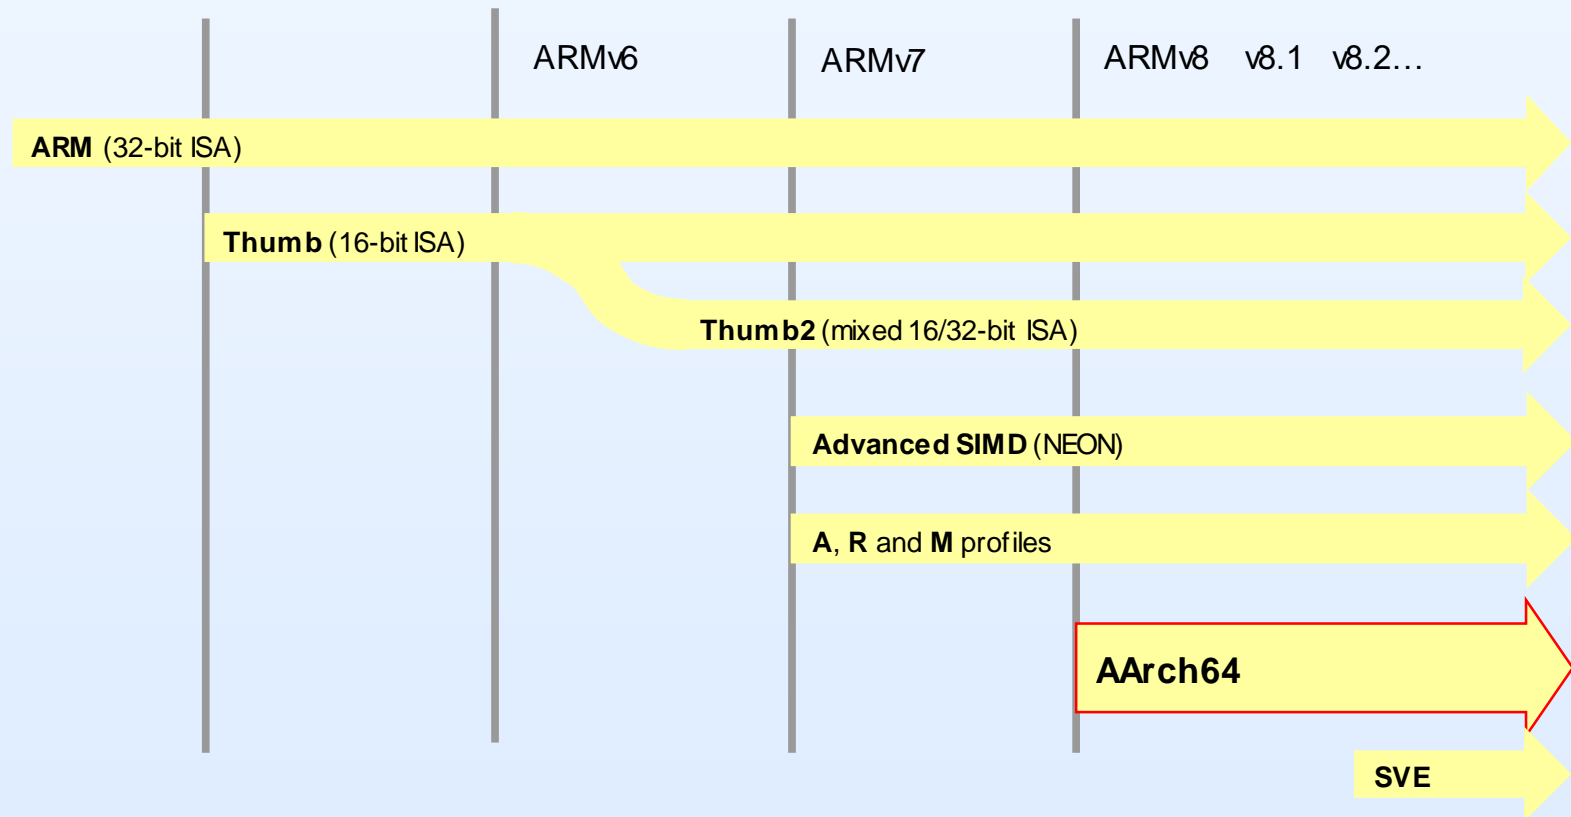 ARMv6 ARMv7 ARMv8 v8.1 v8.2...
ARM (32-bit ISA)
Thumb (16-bit ISA)
Thumb2 (mixed 16/32-bit ISA)
Advanced SIMD (NEON)
A, R and M profiles
AArch64
SVE